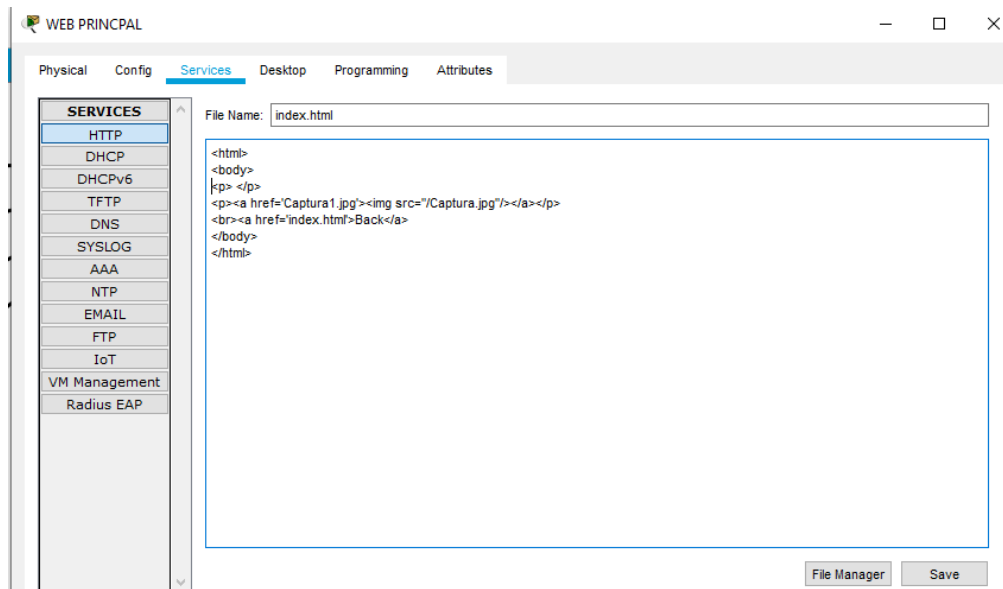 WEB PRINCPAL
Physical Config Services Desktop Programming Attributes
SERVICES
HTTP
DHCP
DHCPv6
TFTP
DNS
SYSLOG
AAA
NTP
EMAIL
FTP
IoT
VM Management
Radius EAP
File Name: index.html
<html>
<body>
<p> </p>
<p><a href='Captura1.jpg'><img src="/Captura.jpg"/></a></p>
<br><a href='index.html'>Back</a>
</body>
</html>
File Manager Save